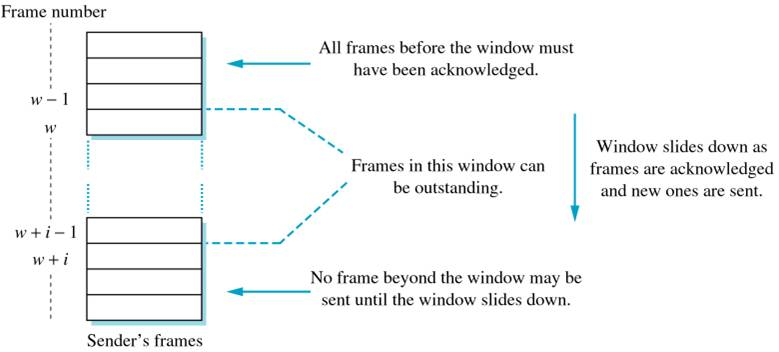 Frame number
All frames before the window must
have been acknowledged.
w – 1
w
Window slides down as
frames are acknowledged
and new ones are sent.
Frames in this window can
be outstanding.
w + i – 1
w + i
No frame beyond the window may be
sent until the window slides down.
Sender’s frames